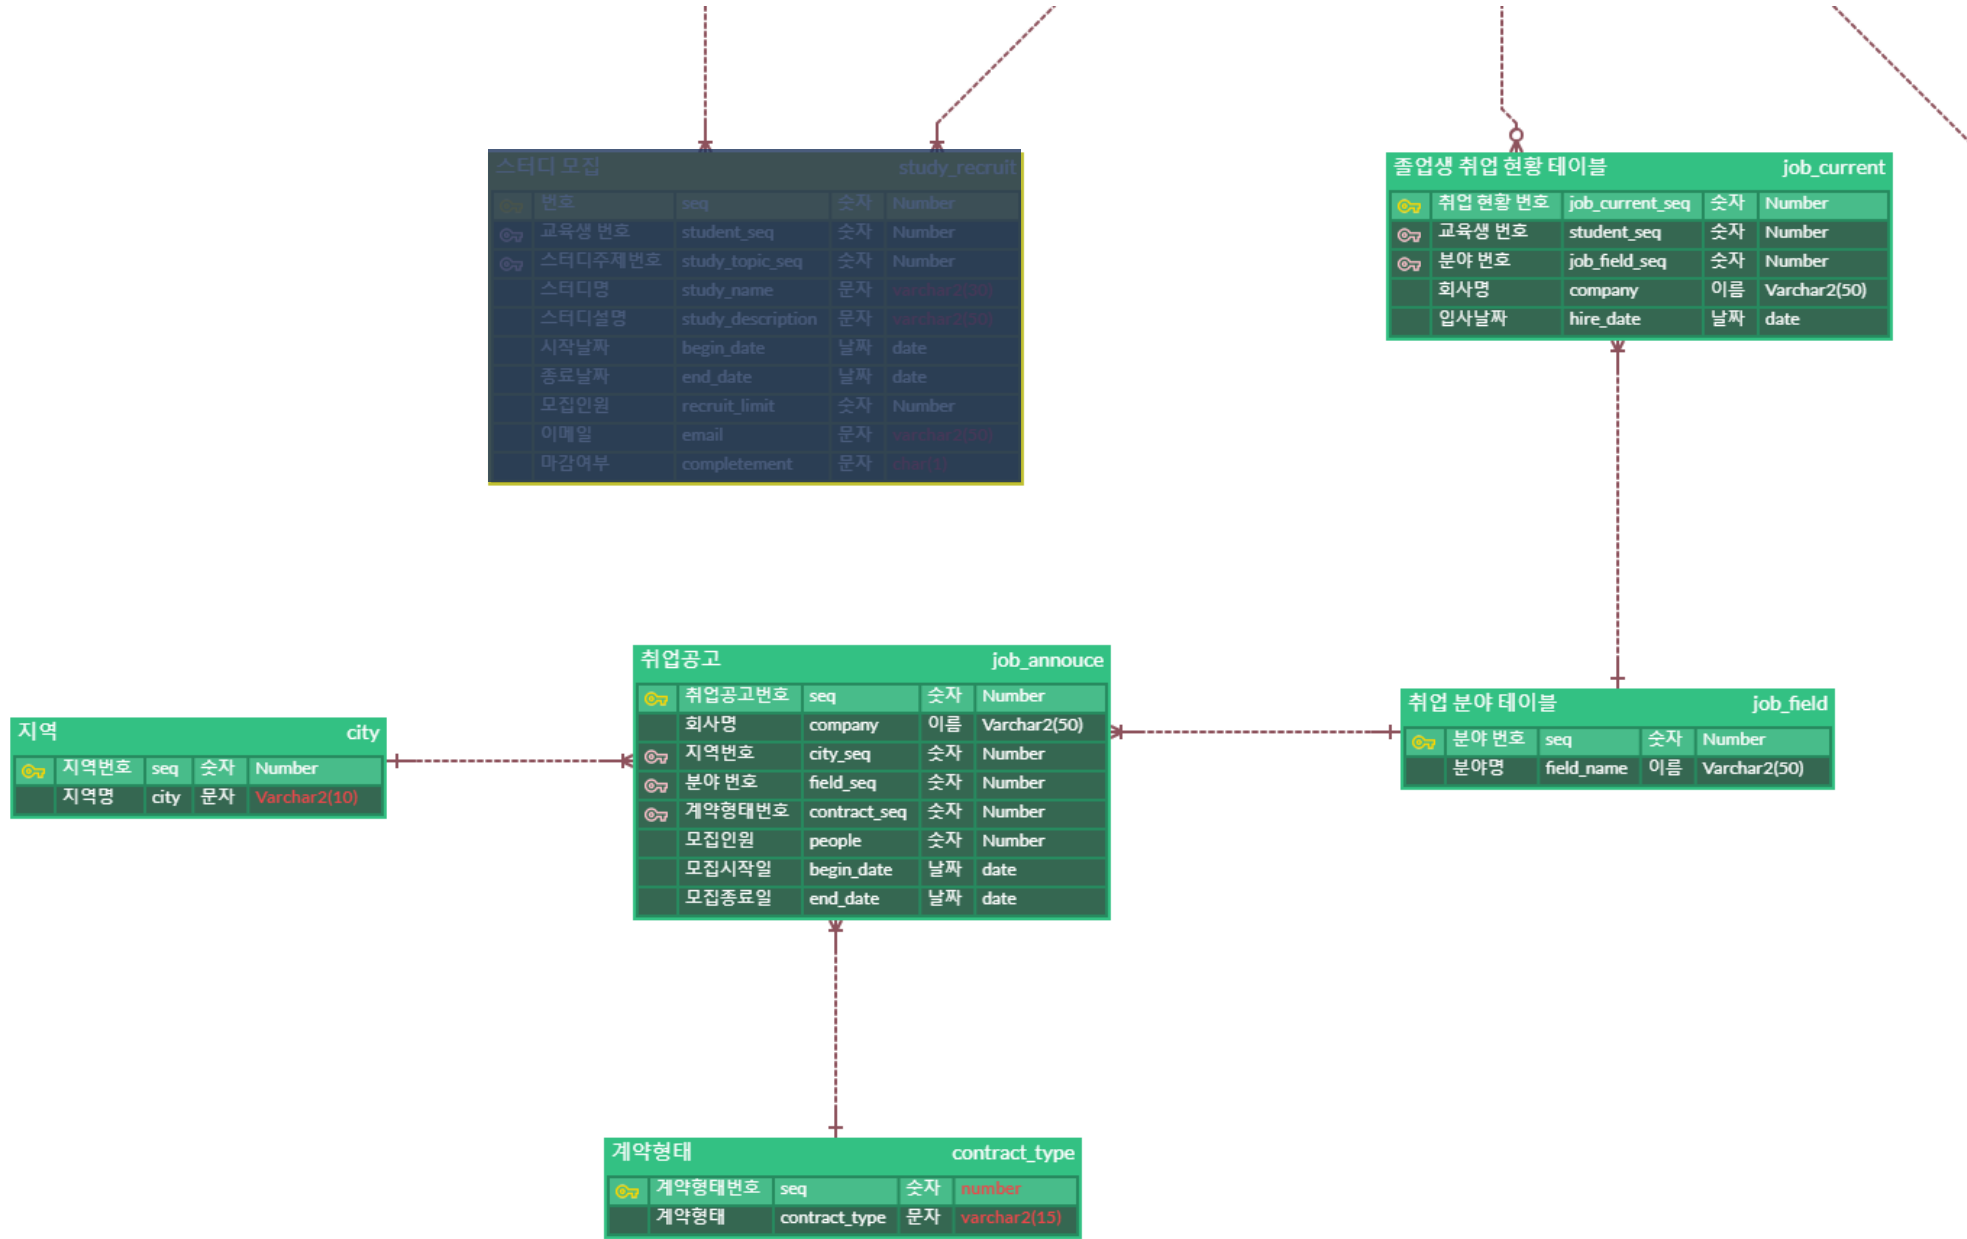 스터디 모집 study_recruit
번호 seq 숫자 Number
교육생 번호 student_seq 숫자 Number
스터디주제번호 study_topic_seq 숫자 Number
스터디명 study_name 문자
스터디설명 study_description 문자
시작날짜 begin_date 날짜 date
종료날짜 end_date 날짜 date
모집인원 recruit_limit 숫자 Number
이메일 email 문자 varchar2(50)
마감여부 completement 문자 char(1)
졸업생 취업 현황 테이블 job_current
취업 현황 번호 job_current_seq 숫자 Number
교육생 번호 student_seq 숫자 Number
분야 번호 job_field_seq 숫자 Number
회사명 company 이름 Varchar2(50)
입사날짜 hire_date 날짜 date
지역 city
지역번호 seq 숫자 Number
지역명 city 문자 Varchar2(10)
취업공고 job_annouce
취업공고번호 seq 숫자 Number
회사명 company 이름 Varchar2(50)
지역번호 city_seq 숫자 Number
분야 번호 field_seq 숫자 Number
계약형태번호 contract_seq 숫자 Number
모집인원 people 숫자 Number
모집시작일 begin_date 날짜 date
모집종료일 end_date 날짜 date
취업 분야 테이블 job_field
분야 번호 seq 숫자 Number
분야명 field_name 이름 Varchar2(50)
계약형태 contract_type
계약형태번호 seq 숫자 number
계약형태 contract_type 문자 varchar2(15)